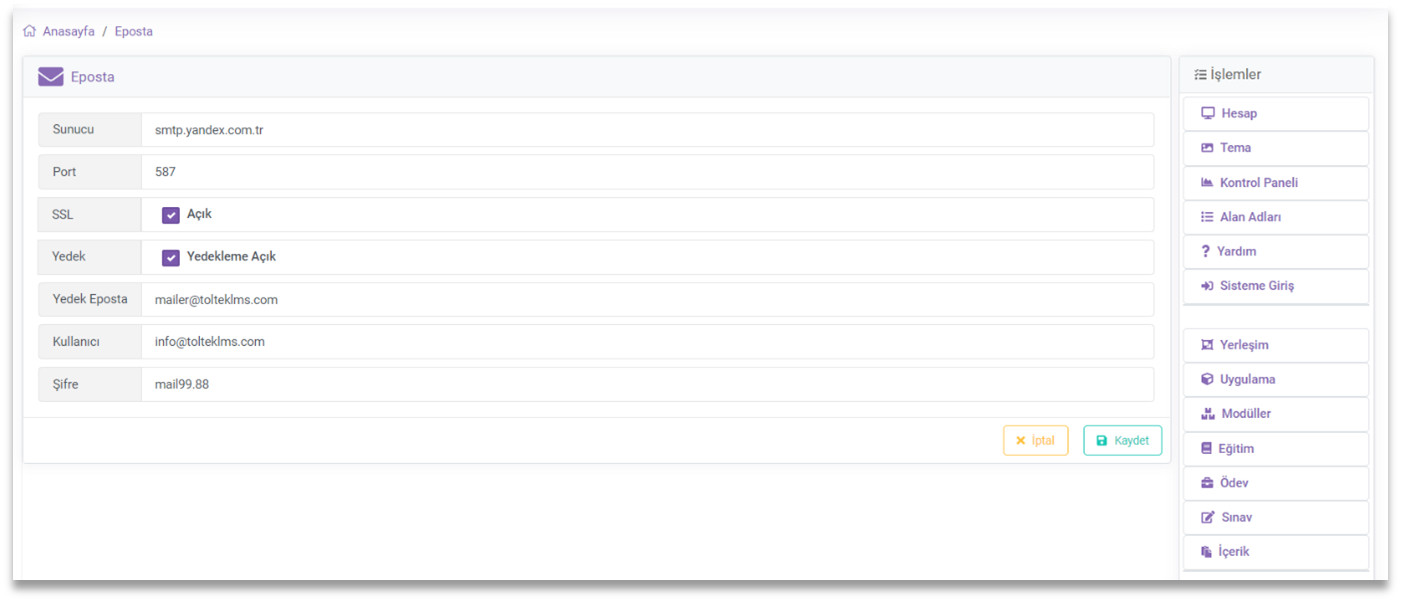 Anasayfa / Eposta
Eposta
Sunucu smtp.yandex.com.tr
Port 587
SSL Açık
Yedek Yedekleme Açık
Yedek Eposta mailer@tolteklms.com
Kullanıcı info@tolteklms.com
Şifre mail99.88
İptal Kaydet
İşlemler
Hesap
Tema
Kontrol Paneli
Alan Adları
Yardım
Sisteme Giriş
Yerleşim
Uygulama
Modüller
Eğitim
Ödev
Sınav
İçerik